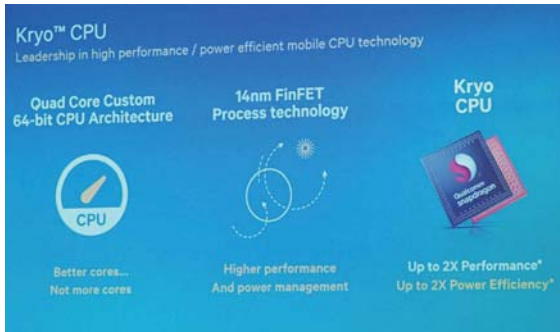 Kryo™ CPU
Leadership in high performance / power efficient mobile CPU technology
Quad Core Custom
64-bit CPU Architecture
CPU
Better cores...
Not more cores
14nm FinFET
Process technology
Higher performance
And power management
Kryo
CPU
Qualcomm
snapdragon
Up to 2X Performance*
Up to 2X Power Efficiency*